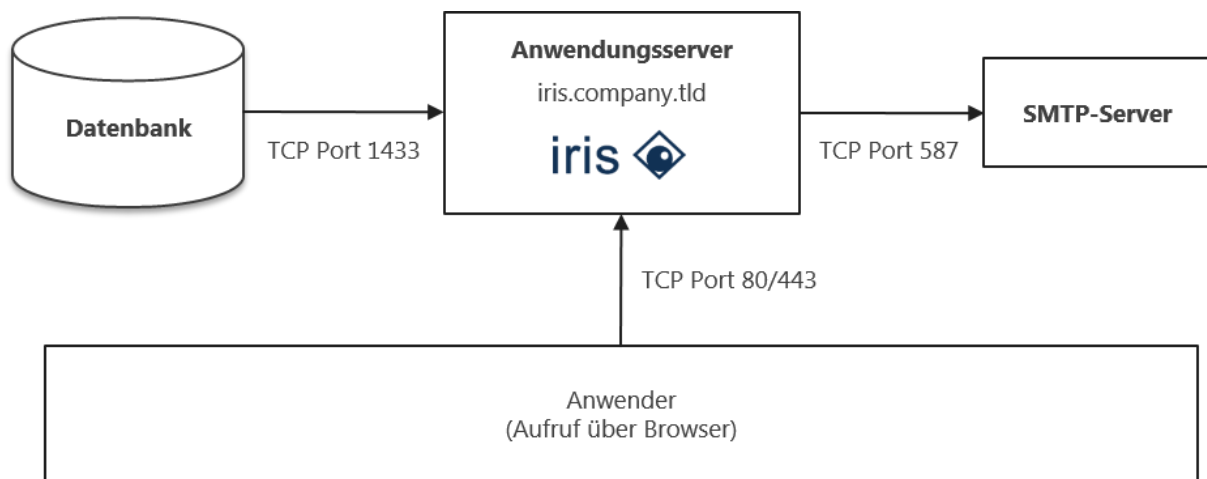 Anwendungsserver
iris.company.tld
iris
Datenbank
TCP Port 1433
TCP Port 587
SMTP-Server
TCP Port 80/443
Anwender
(Aufruf über Browser)